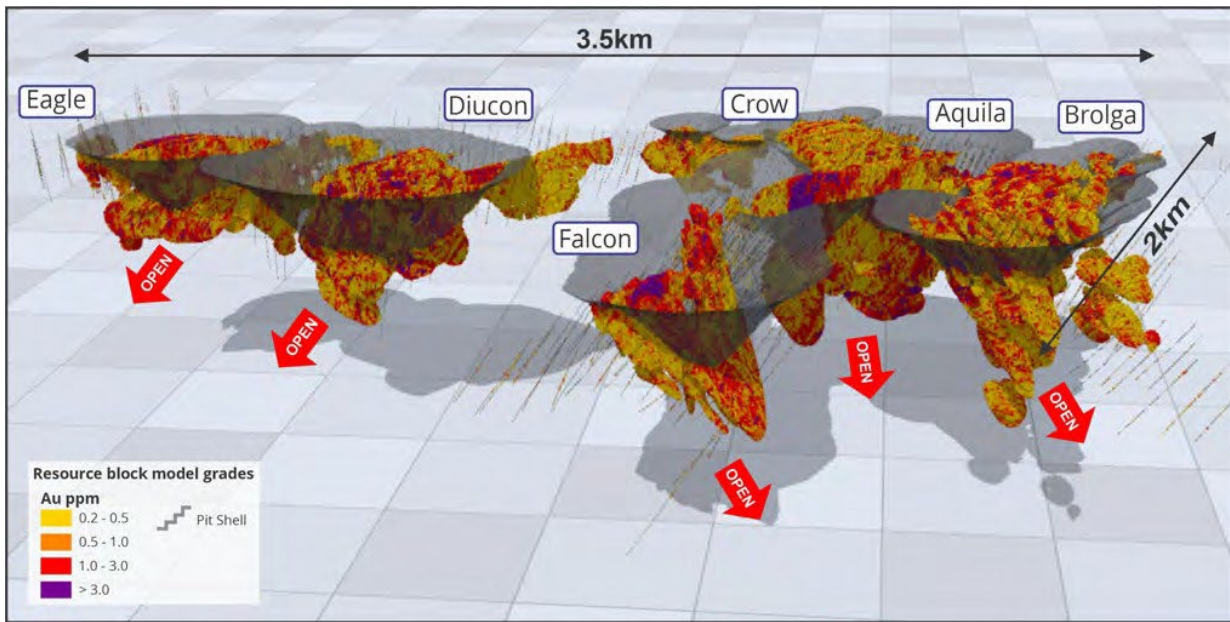 3.5km
Eagle
Diucon
Crow
Aquila
Brolga
2km
Falcon
OPEN
OPEN
OPEN
OPEN
OPEN
Resource block model grades
Au ppm
0.2 - 0.5
Pit Shell
0.5 - 1.0
1.0 - 3.0
> 3.0